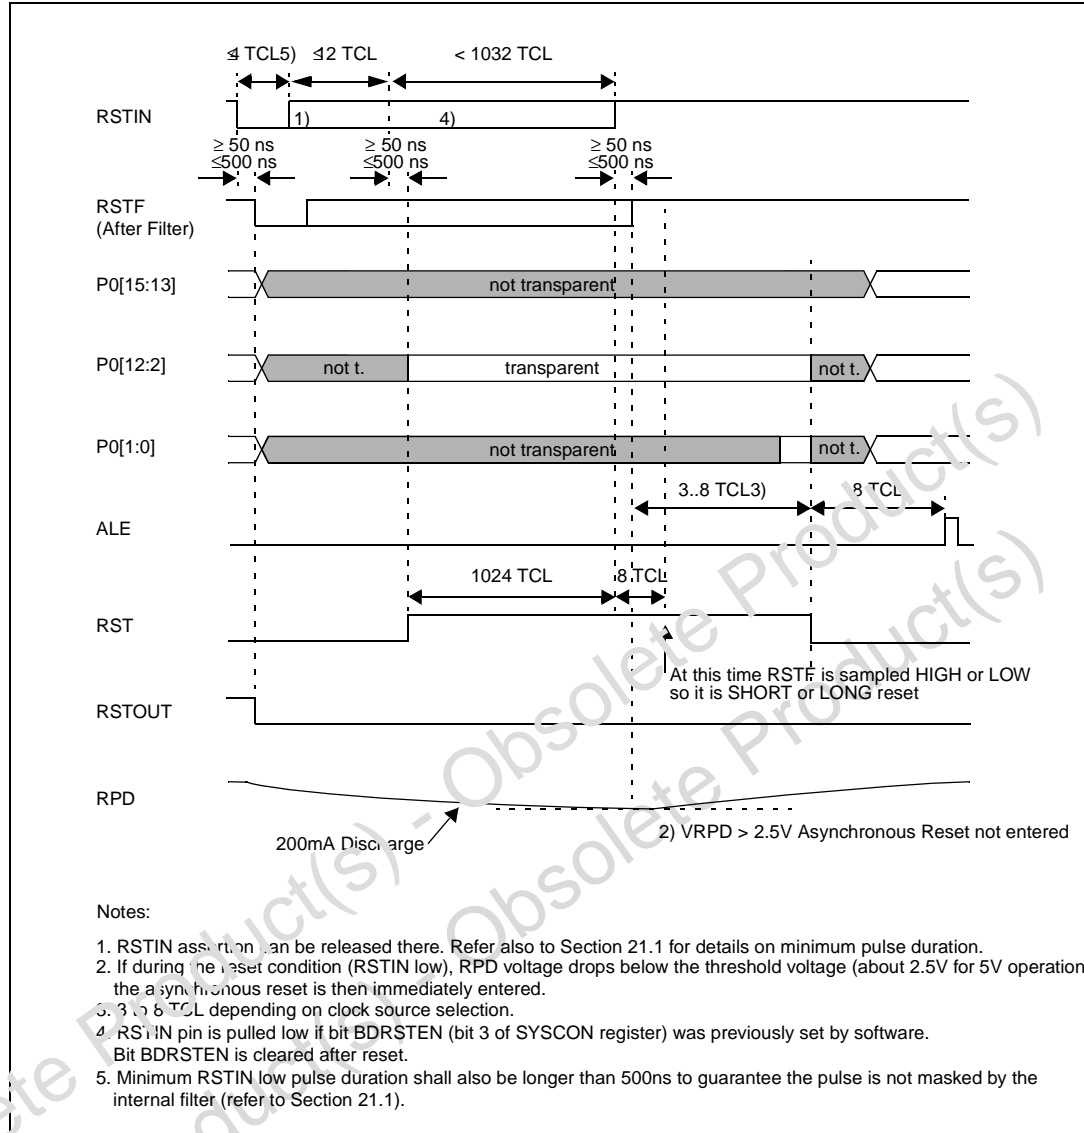 ≤4 TCL5) ≤12 TCL < 1032 TCL
RSTIN
1) 4)
≥ 50 ns ≥ 50 ns ≥ 50 ns
≤500 ns ≤500 ns ≤500 ns
RSTF
(After Filter)
P0[15:13]
not transparent
P0[12:2]
not t. transparent not t.
P0[1:0]
not transparent not t.
3..8 TCL3) 8 TCL
ALE
1024 TCL 8 TCL
RST
At this time RSTF is sampled HIGH or LOW
so it is SHORT or LONG reset
RSTOUT
RPD
200mA Discharge
2) VRPD > 2.5V Asynchronous Reset not entered
Notes:
1. RSTIN assertion can be released there. Refer also to Section 21.1 for details on minimum pulse duration.
2. If during the reset condition (RSTIN low), RPD voltage drops below the threshold voltage (about 2.5V for 5V operation
the asynchronous reset is then immediately entered.
3. 3 to 8 TCL depending on clock source selection.
4. RSTIN pin is pulled low if bit BDRSTEN (bit 3 of SYSCON register) was previously set by software.
Bit BDRSTEN is cleared after reset.
5. Minimum RSTIN low pulse duration shall also be longer than 500ns to guarantee the pulse is not masked by the
internal filter (refer to Section 21.1).
ete Product(s) - Obsolete Product(s)
oduct(s) - Obsolete Product(s)